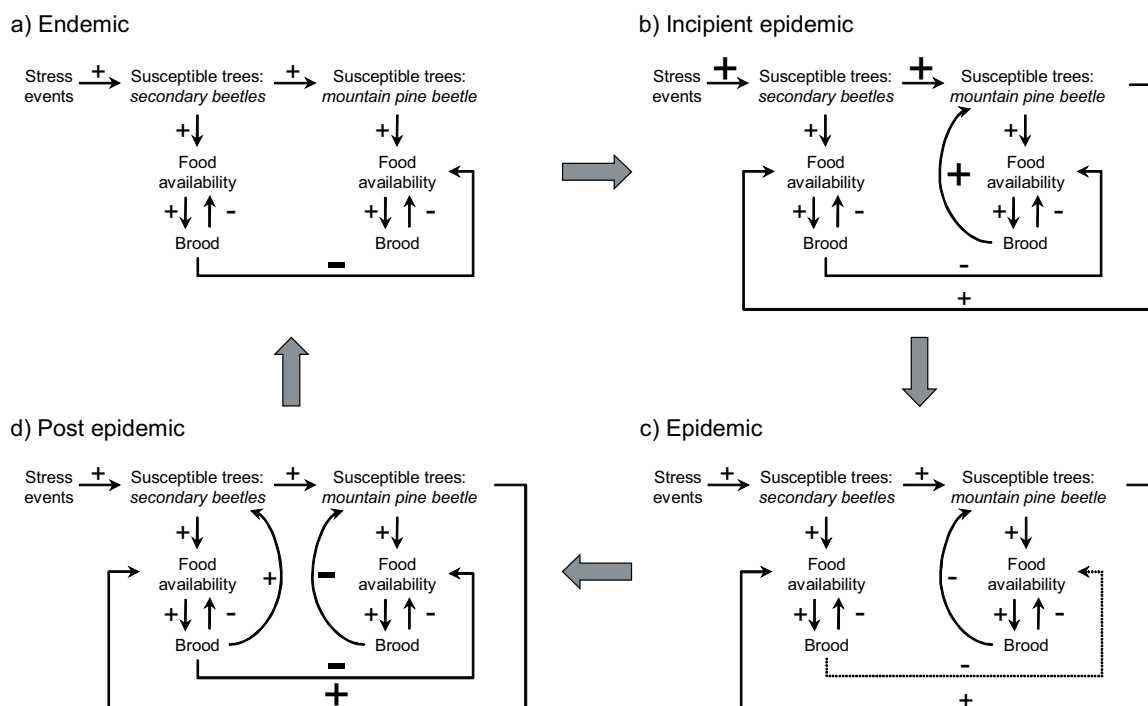 a) Endemic
Stress events
+
Susceptible trees:
secondary beetles
+
Susceptible trees:
mountain pine beetle
+
Food
availability
+ -
Brood
+
Food
availability
+ -
Brood
-
b) Incipient epidemic
Stress events
+
Susceptible trees:
secondary beetles
+
Susceptible trees:
mountain pine beetle
+
Food
availability
+ -
Brood
+
+
Food
availability
+ -
Brood
-
+
d) Post epidemic
Stress events
+
Susceptible trees:
secondary beetles
+
Susceptible trees:
mountain pine beetle
+
Food
availability
+ -
Brood
+
-
+
Food
availability
+ -
Brood
-
+
c) Epidemic
Stress events
+
Susceptible trees:
secondary beetles
+
Susceptible trees:
mountain pine beetle
+
Food
availability
+ -
Brood
-
+
Food
availability
+ -
Brood
-
+